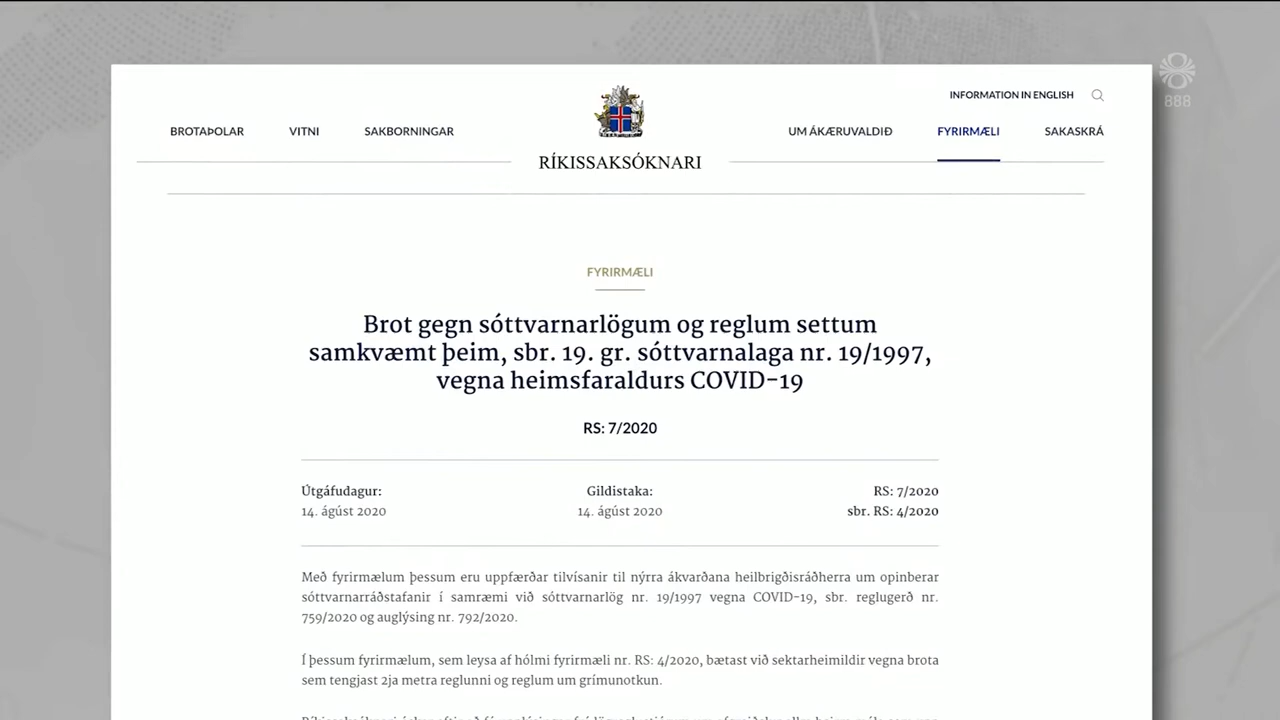 INFORMATION IN ENGLISH
888
BROTAÞOLAR VITNI SAKBORNINGAR UM ÁKÆRUVALDIÐ FYRIRMÆLI SAKASKRÁ
RÍKISSAKSÓKNARI
FYRIRMÆLI
Brot gegn sóttvarnarlögum og reglum settum
samkvæmt þeim, sbr. 19. gr. sóttvarnalaga nr. 19/1997,
vegna heimsfaraldurs COVID-19
RS: 7/2020
Útgáfudagur: Gildistaka: RS: 7/2020
14. ágúst 2020 14. ágúst 2020 sbr. RS: 4/2020
Með fyrirmælum þessum eru uppfærðar tilvísanir til nýrra ákvarðana heilbrigðisráðherra um opinberar
sóttvarnarráðstafanir í samræmi við sóttvarnarlög nr. 19/1997 vegna COVID-19, sbr. reglugerð nr.
759/2020 og auglýsing nr. 792/2020.
Í þessum fyrirmælum, sem leysa af hólmi fyrirmæli nr. RS: 4/2020, bætast við sektarheimildir vegna brota
sem tengjast 2ja metra reglunni og reglum um grímunotkun.